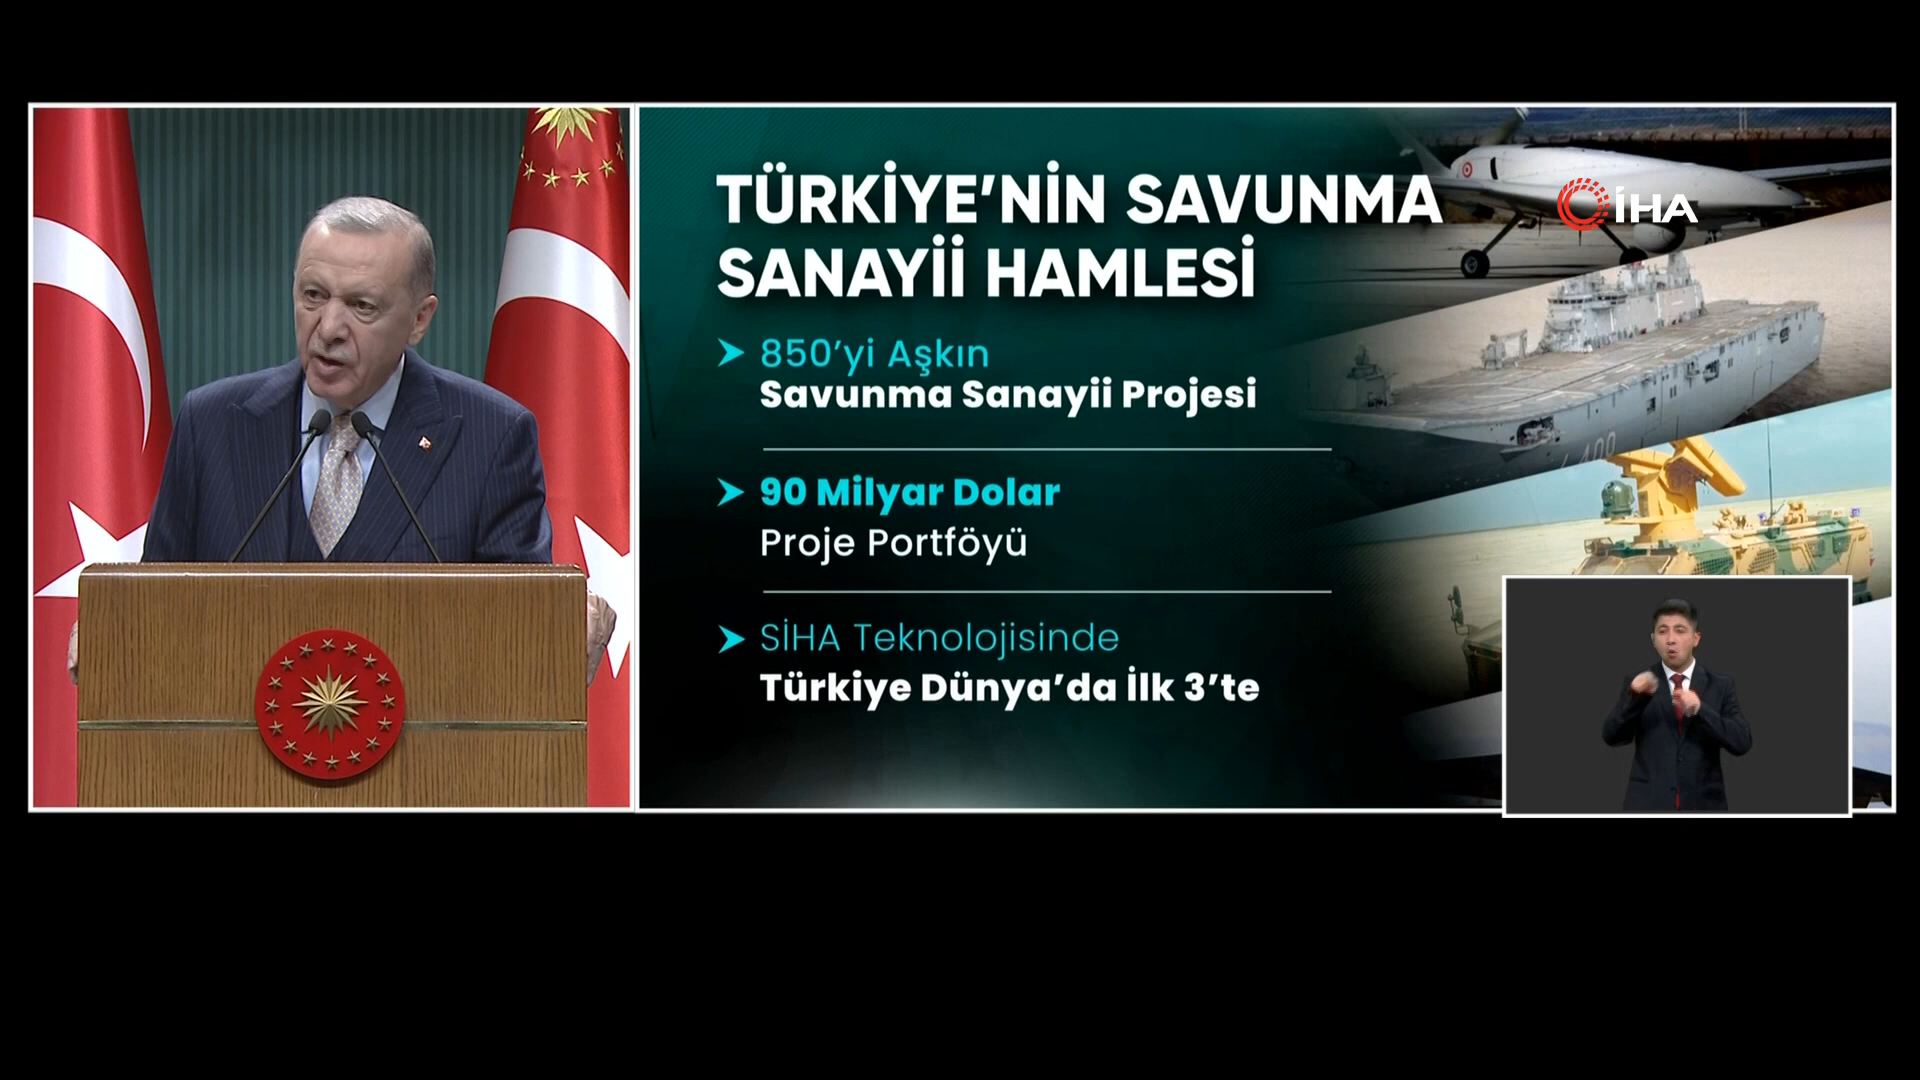 TÜRKİYE'NİN SAVUNMA
SANAYİİ HAMLESİ
İHA
850'yi Aşkın
Savunma Sanayii Projesi
90 Milyar Dolar
Proje Portföyü
SİHA Teknolojisinde
Türkiye Dünya'da İlk 3'te